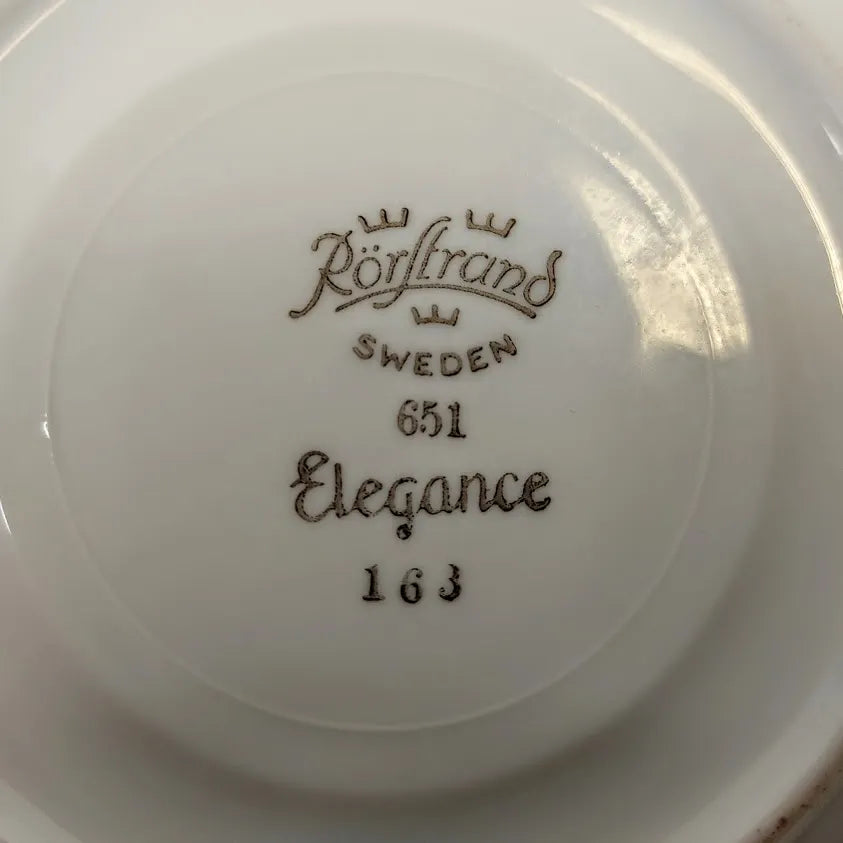 Rörstrand
SWEDEN
651
Elegance
163